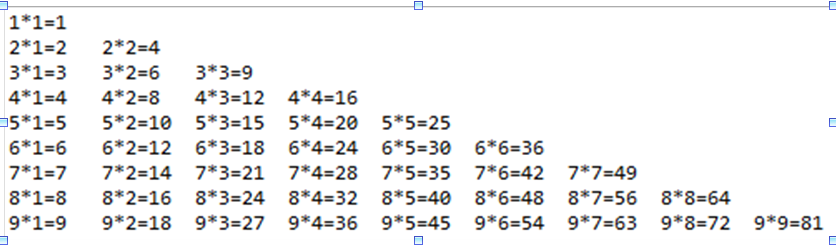 1*1=1
2*1=2   2*2=4
3*1=3   3*2=6   3*3=9
4*1=4   4*2=8   4*3=12  4*4=16
5*1=5   5*2=10  5*3=15  5*4=20  5*5=25
6*1=6   6*2=12  6*3=18  6*4=24  6*5=30  6*6=36
7*1=7   7*2=14  7*3=21  7*4=28  7*5=35  7*6=42  7*7=49
8*1=8   8*2=16  8*3=24  8*4=32  8*5=40  8*6=48  8*7=56  8*8=64
9*1=9   9*2=18  9*3=27  9*4=36  9*5=45  9*6=54  9*7=63  9*8=72  9*9=81